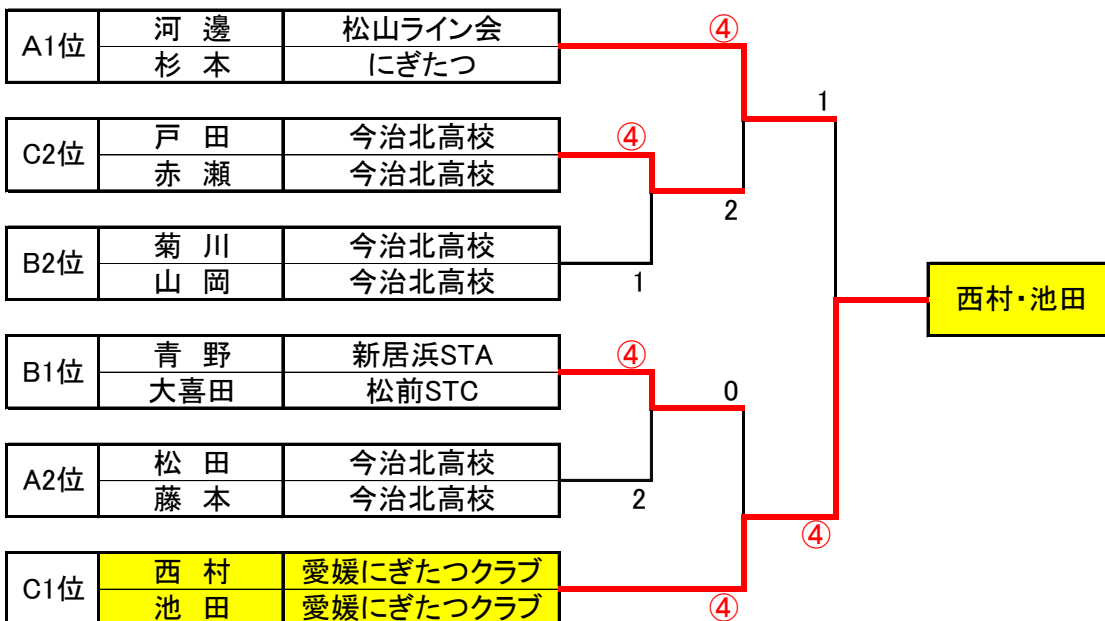 A1位 河 邊 松山ライン会 ④
杉 本 にぎたつ
1
C2位 戸 田 今治北高校 ④
赤 瀬 今治北高校
2
B2位 菊 川 今治北高校
山 岡 今治北高校 1
西村・池田
B1位 青 野 新居浜STA ④
大喜田 松前STC 0
A2位 松 田 今治北高校
藤 本 今治北高校 2
④
C1位 西 村 愛媛にぎたつクラブ
池 田 愛媛にぎたつクラブ ④